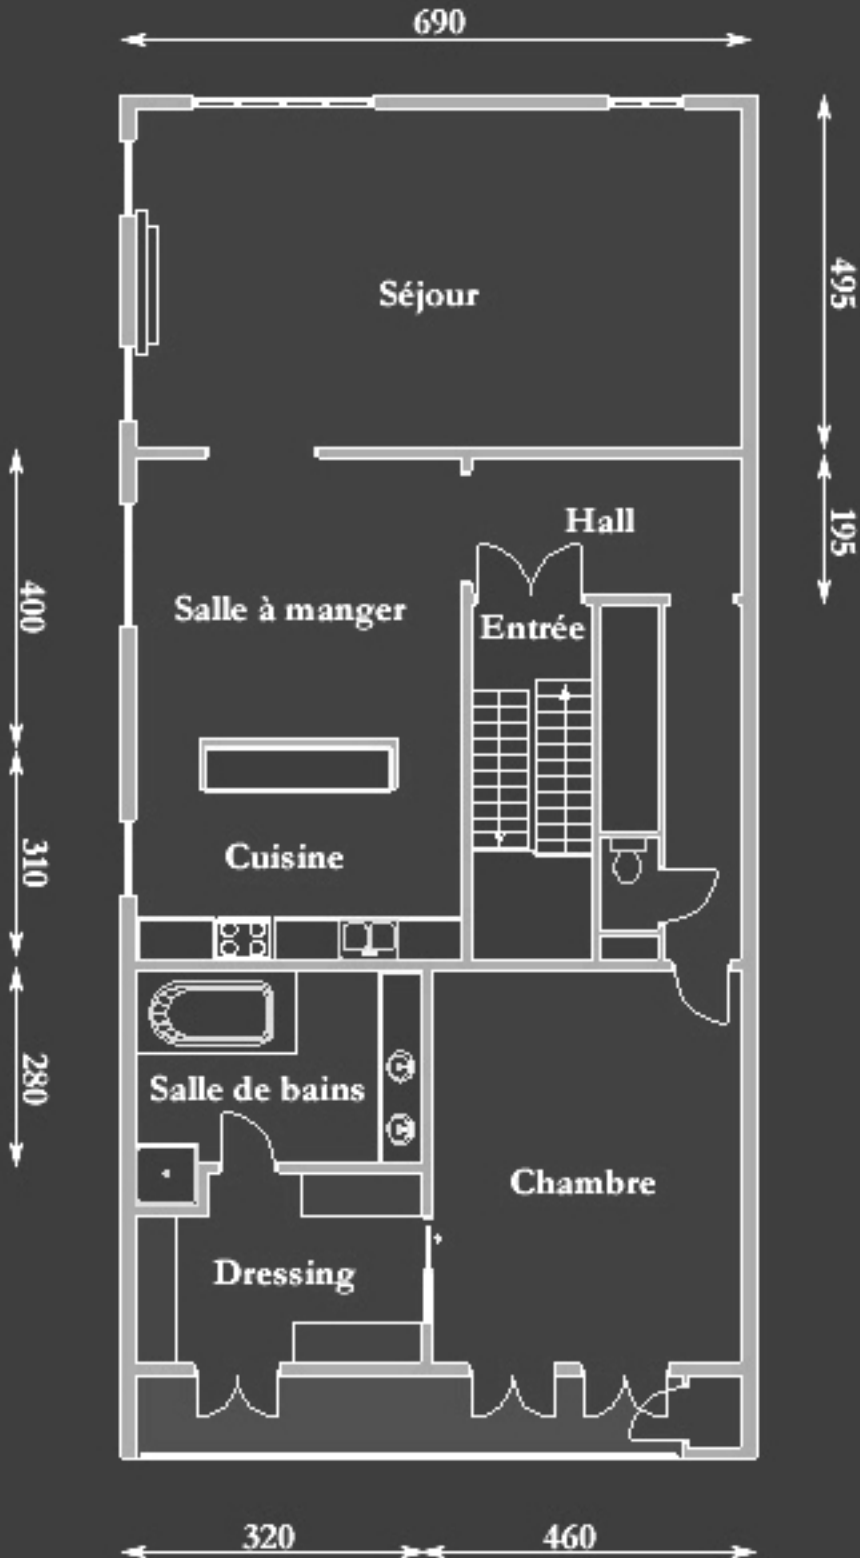 690
495
Séjour
195
Hall
400
Salle à manger
Entrée
310
Cuisine
280
Salle de bains
Chambre
Dressing
320
460